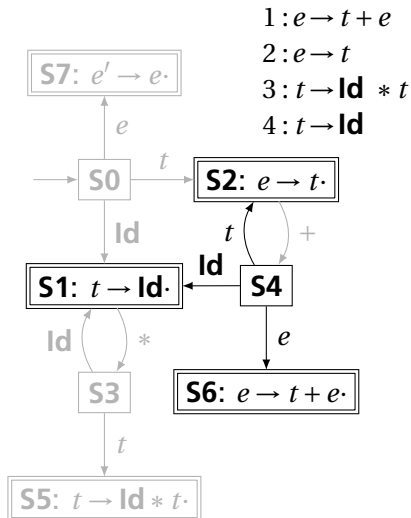 1 : e → t + e
2 : e → t
3 : t → Id * t
4 : t → Id
S7: e′ → e·
e
t
S0
S2: e → t·
Id
t
+
Id
S1: t → Id·
S4
Id
*
e
S3
S6: e → t + e·
t
S5: t → Id * t·